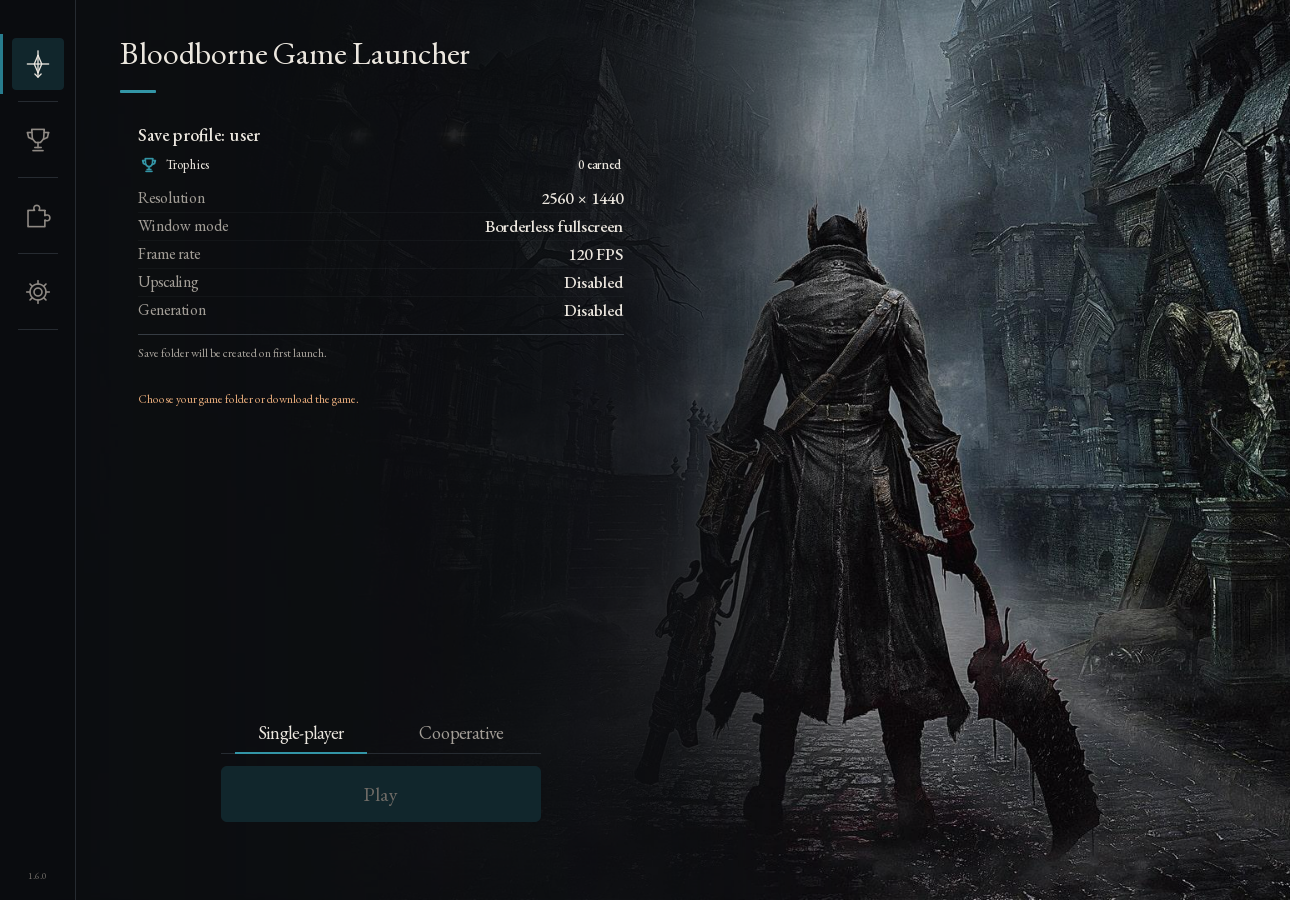 Bloodborne Game Launcher
Save profile: user
Trophies 0 earned
Resolution 2560 × 1440
Window mode Borderless fullscreen
Frame rate 120 FPS
Upscaling Disabled
Generation Disabled
Save folder will be created on first launch.
Choose your game folder or download the game.
Single-player Cooperative
Play
1.6.0